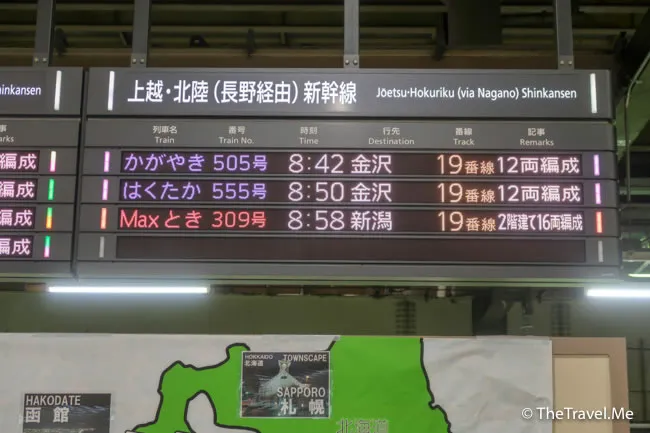 inkansen
上越・北陸（長野経由）新幹線 Jōetsu·Hokuriku (via Nagano) Shinkansen
事
rks
列車名 番号 時刻 行先 番線 記事
Train Train No. Time Destination Track Remarks
編成
かがやき 505号 8:42 金沢 19番線 12両編成
編成
はくたか 555号 8:50 金沢 19番線 12両編成
編成
Maxとき 309号 8:58 新潟 19番線 2階建て16両編成
編成
HOKKAIDO TOWNSCAPE
北海道
SAPPORO
札幌
HAKODATE
函館
北海道
©TheTravel.Me